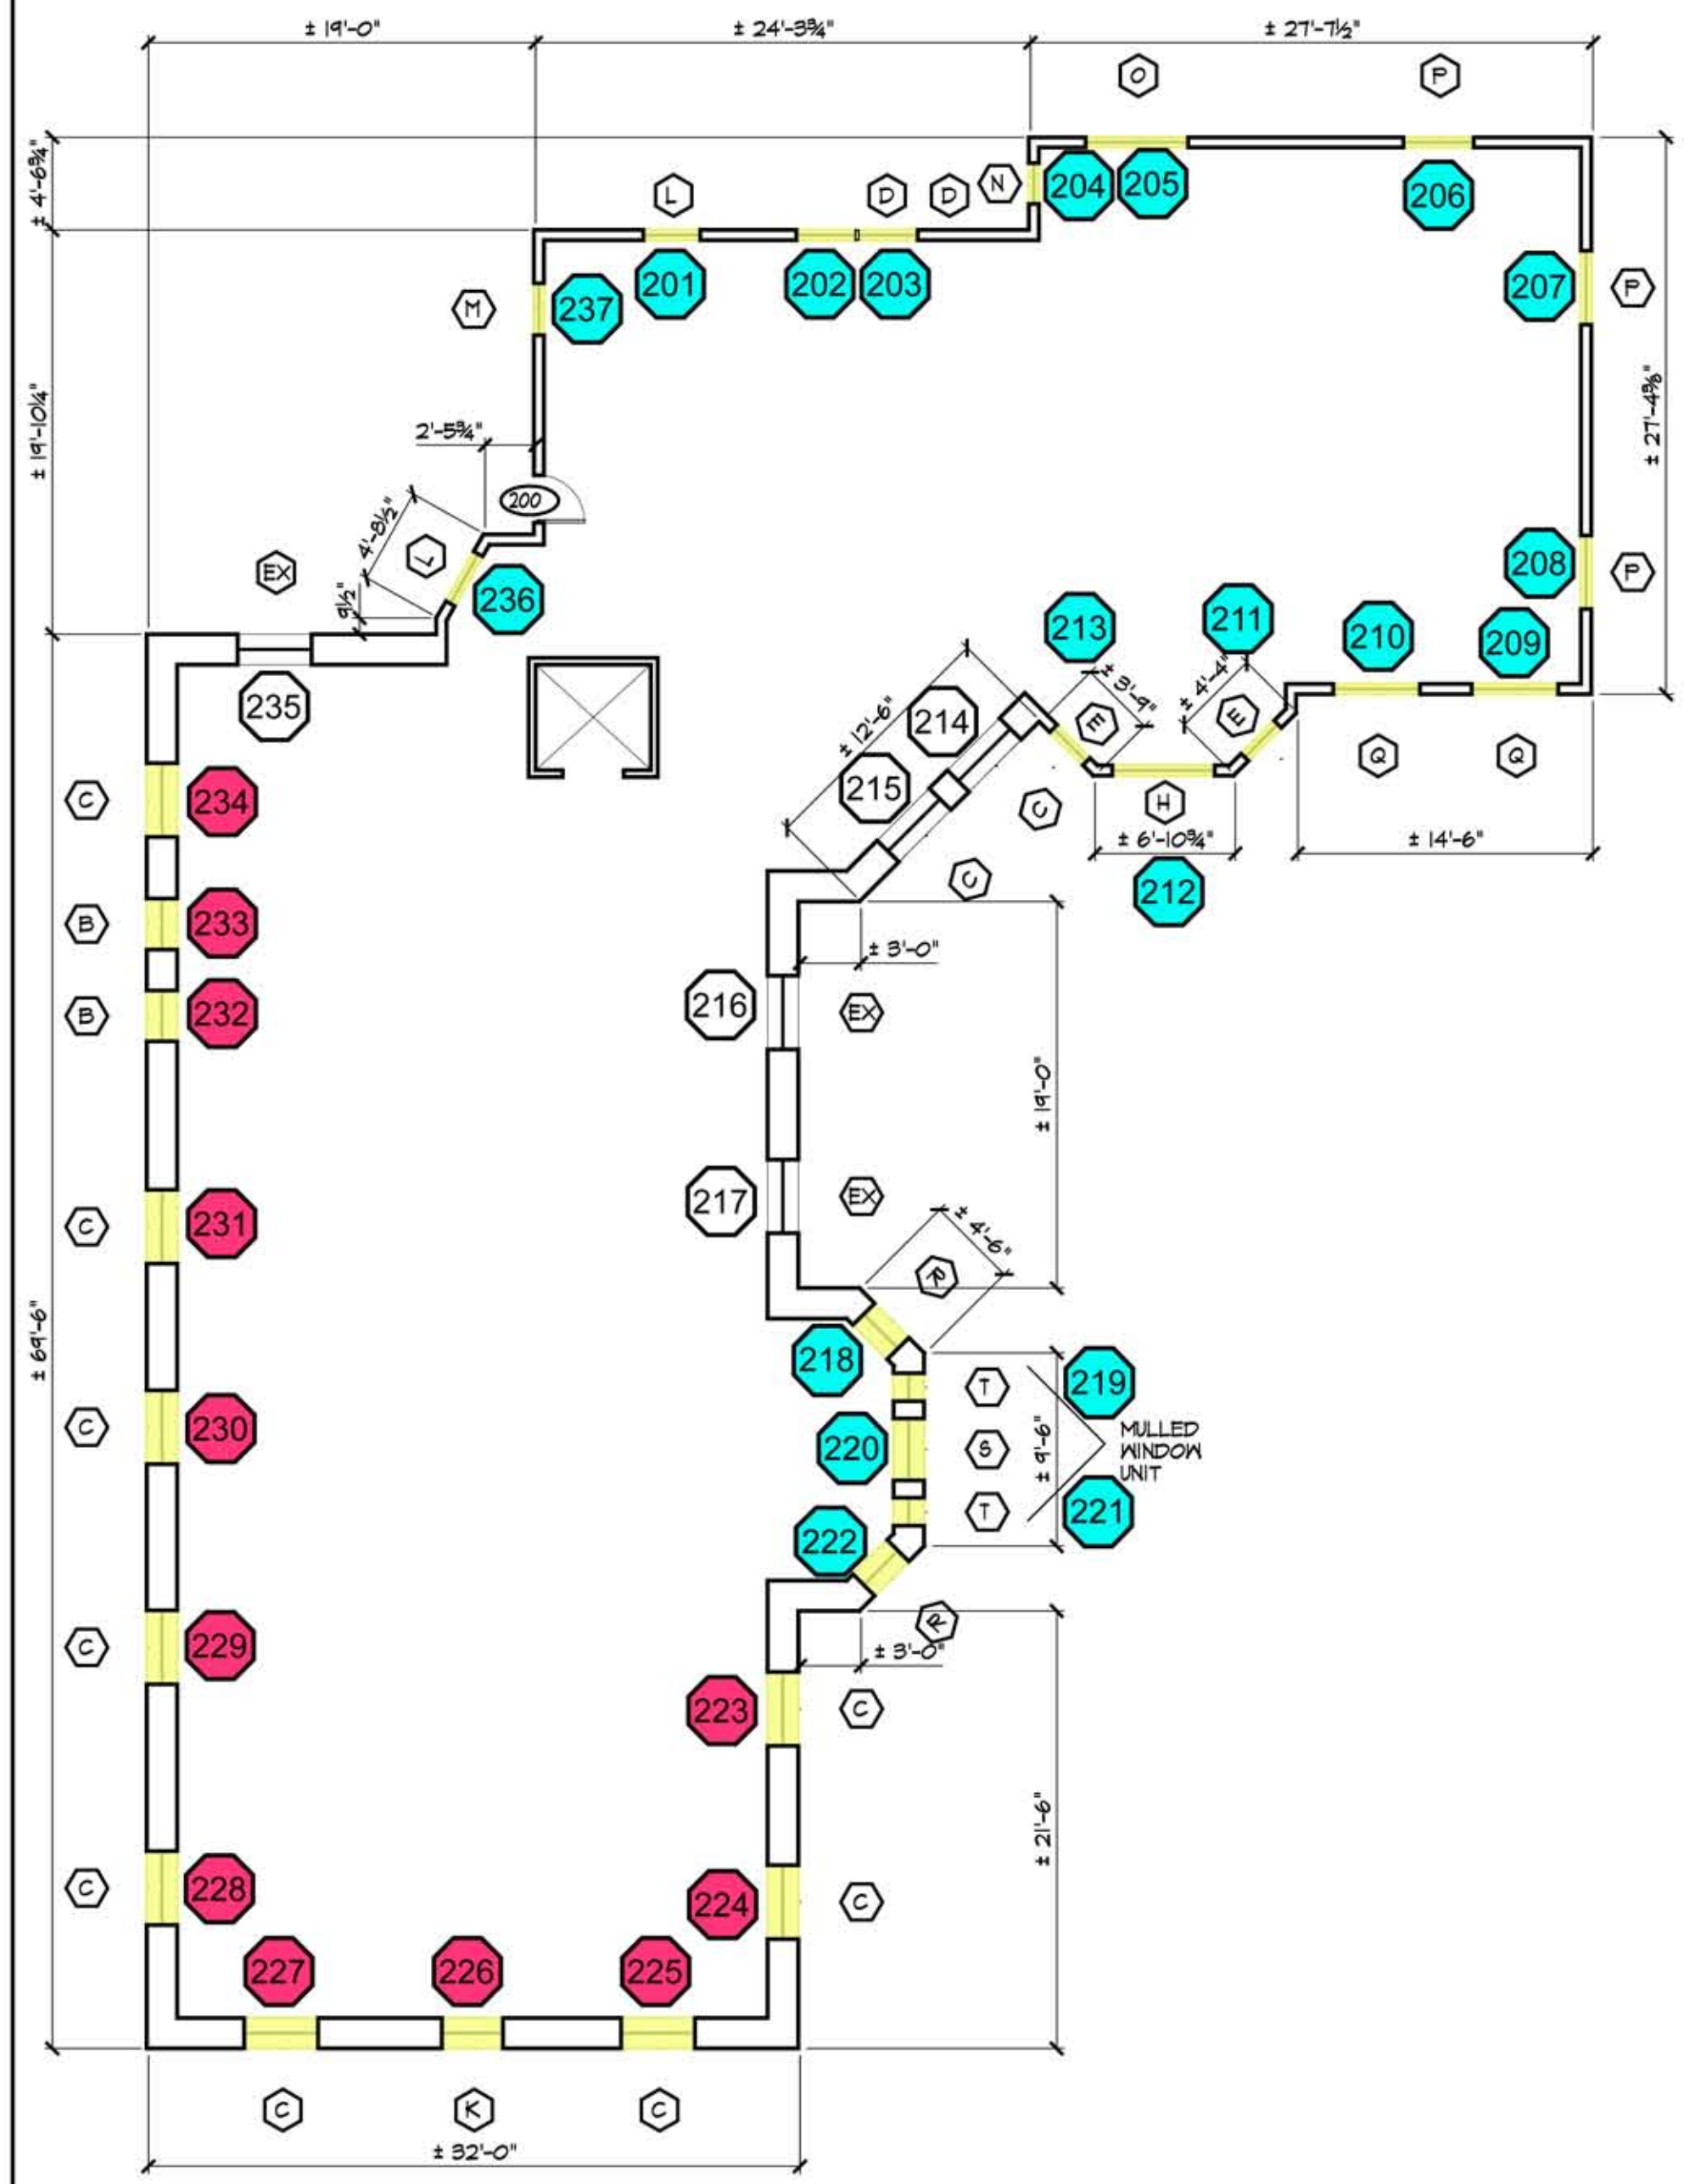 ± 19'-0"
± 24'-3¾"
± 27'-7½"
O
P
± 4'-6¾"
L
D
D
N
204
205
206
201
202
203
237
M
207
P
± 19'-10¼"
± 27'-4⅝"
2'-5¾"
200
4'-8½"
L
EX
9½"
236
208
P
213
211
210
209
235
± 12'-6"
214
215
± 3'-9"
E
± 4'-4"
E
C
C
H
± 6'-10¾"
212
Q
Q
± 14'-6"
C
234
B
233
B
232
± 3'-0"
216
EX
± 19'-0"
217
EX
C
231
± 4'-6"
R
± 69'-6"
218
T
219
C
230
220
S
± 9'-6"
MULLED
WINDOW
UNIT
T
221
222
R
± 3'-0"
C
229
223
C
± 21'-6"
C
228
224
C
227
226
225
C
K
C
± 32'-0"